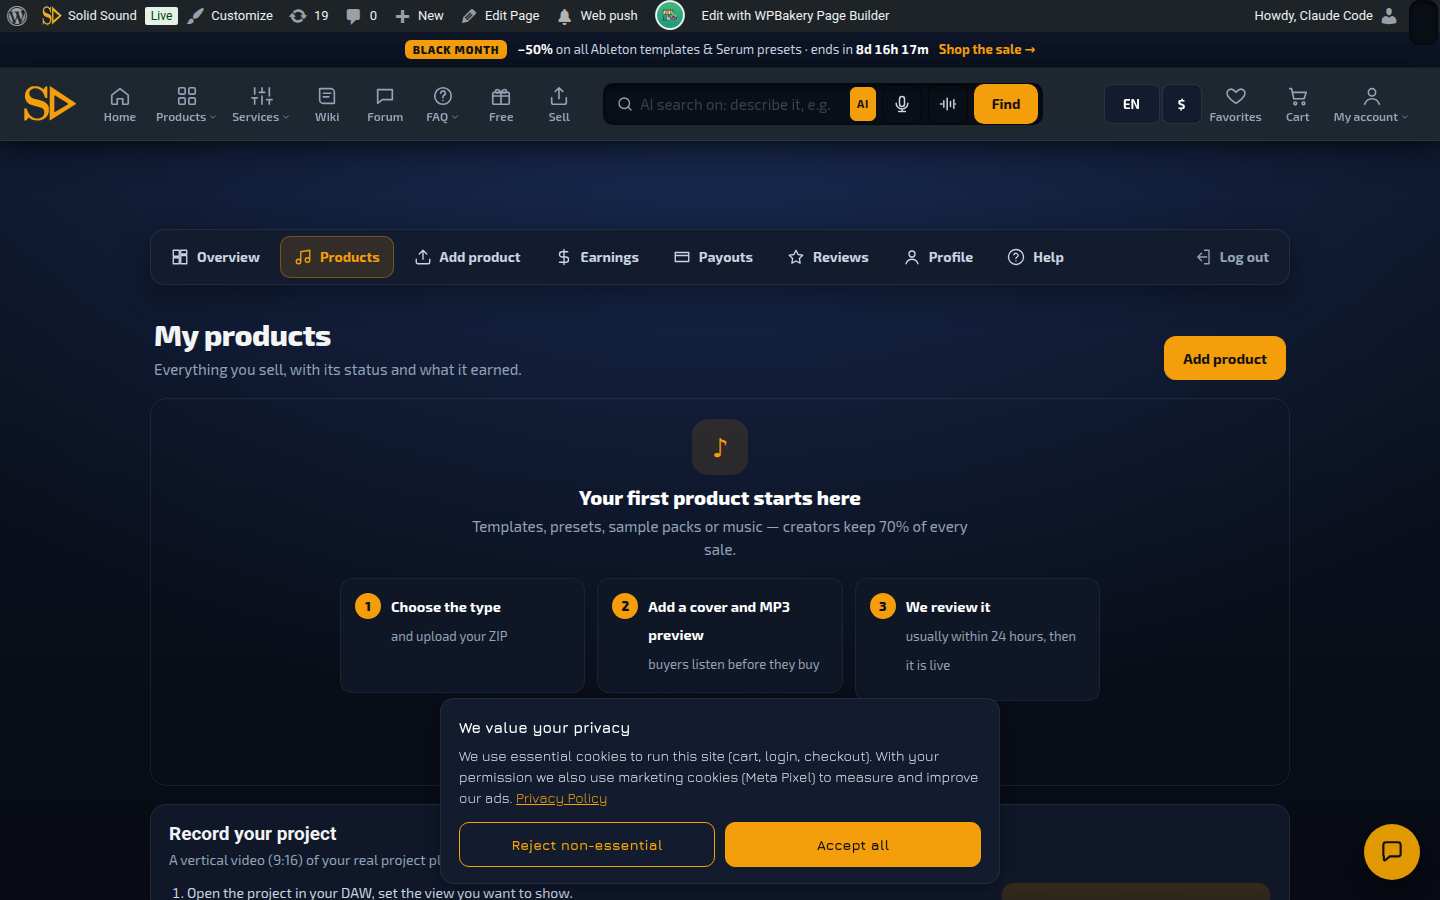 Solid Sound Live Customize 19 0 New Edit Page Web push Edit with WPBakery Page Builder Howdy, Claude Code
BLACK MONTH −50% on all Ableton templates & Serum presets · ends in 8d 16h 17m Shop the sale →
Home Products Services Wiki Forum FAQ Free Sell
AI search on: describe it, e.g. AI Find
EN $ Favorites Cart My account
Overview Products Add product Earnings Payouts Reviews Profile Help Log out
My products
Everything you sell, with its status and what it earned.
Add product
Your first product starts here
Templates, presets, sample packs or music — creators keep 70% of every
sale.
1 Choose the type
and upload your ZIP
2 Add a cover and MP3
preview
buyers listen before they buy
3 We review it
usually within 24 hours, then
it is live
We value your privacy
We use essential cookies to run this site (cart, login, checkout). With your
permission we also use marketing cookies (Meta Pixel) to measure and improve
our ads. Privacy Policy
Reject non-essential Accept all
Record your project
A vertical video (9:16) of your real project pl
1. Open the project in your DAW, set the view you want to show.